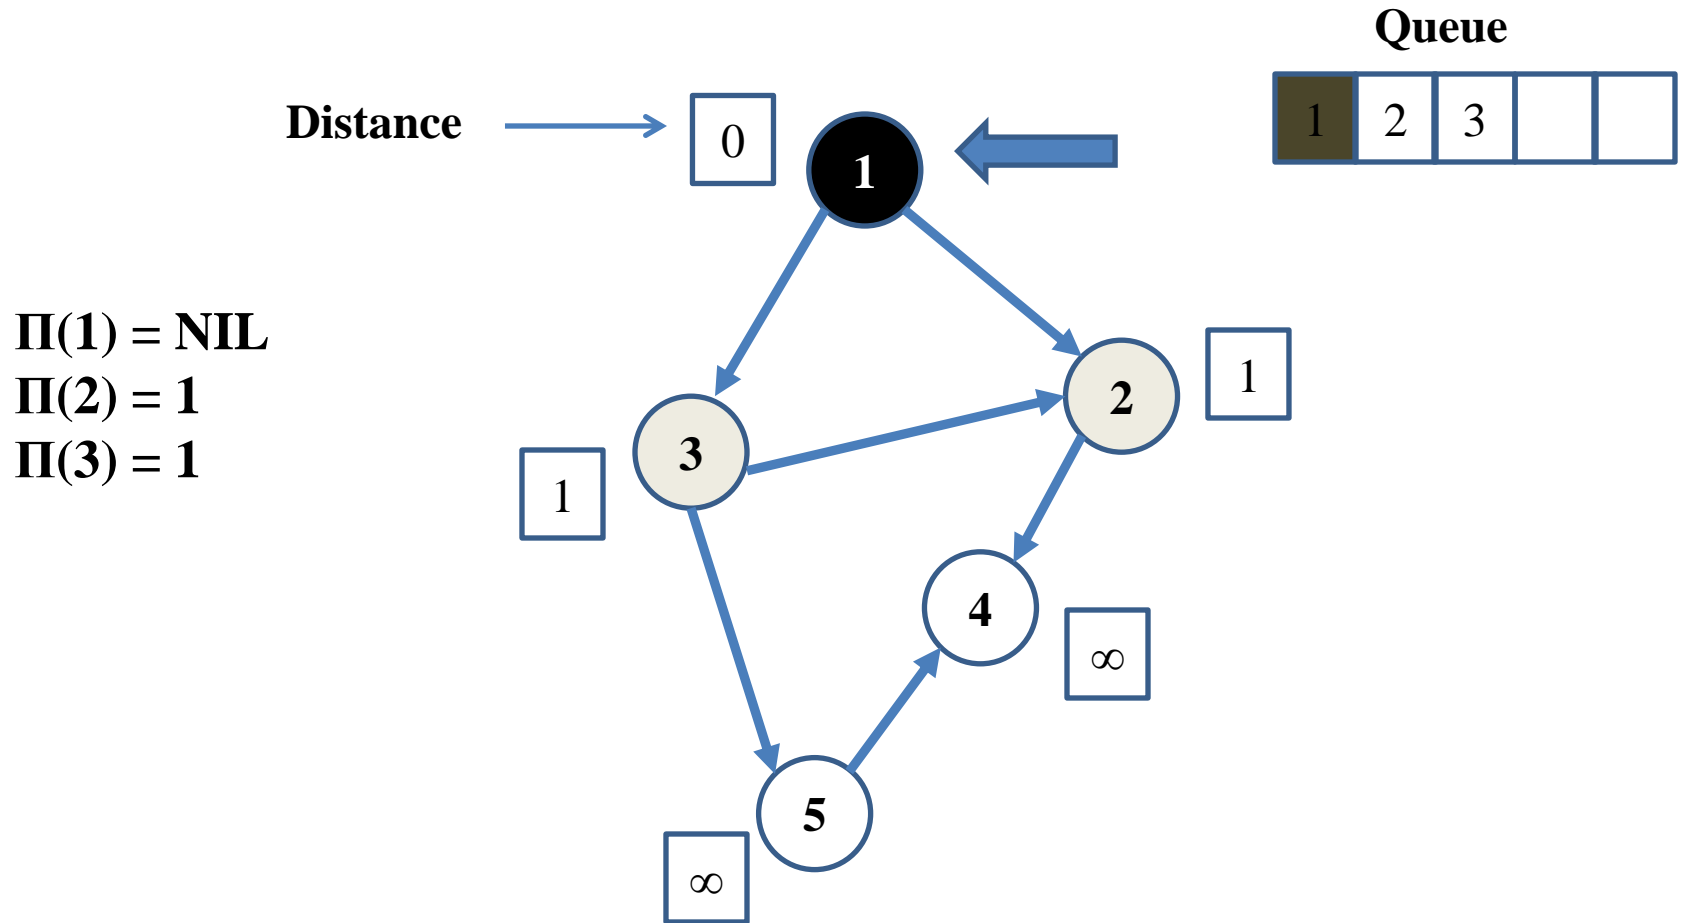 Queue
1 2 3
Distance
0
1
Π(1) = NIL
Π(2) = 1
Π(3) = 1
2
1
3
1
4
∞
5
∞